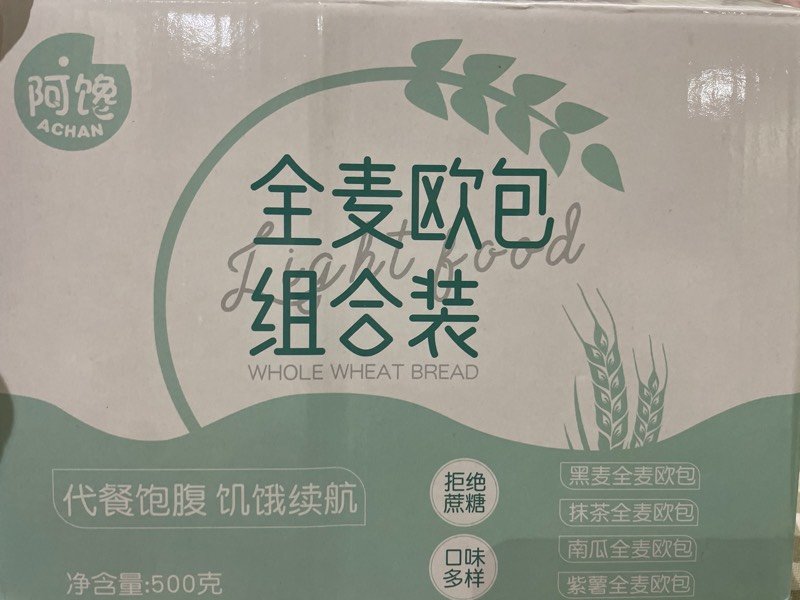 阿馋
ACHAN
全麦欧包
Light food
组合装
WHOLE WHEAT BREAD
代餐饱腹 饥饿续航
净含量:500克
拒绝
蔗糖
口味
多样
黑麦全麦欧包
抹茶全麦欧包
南瓜全麦欧包
紫薯全麦欧包